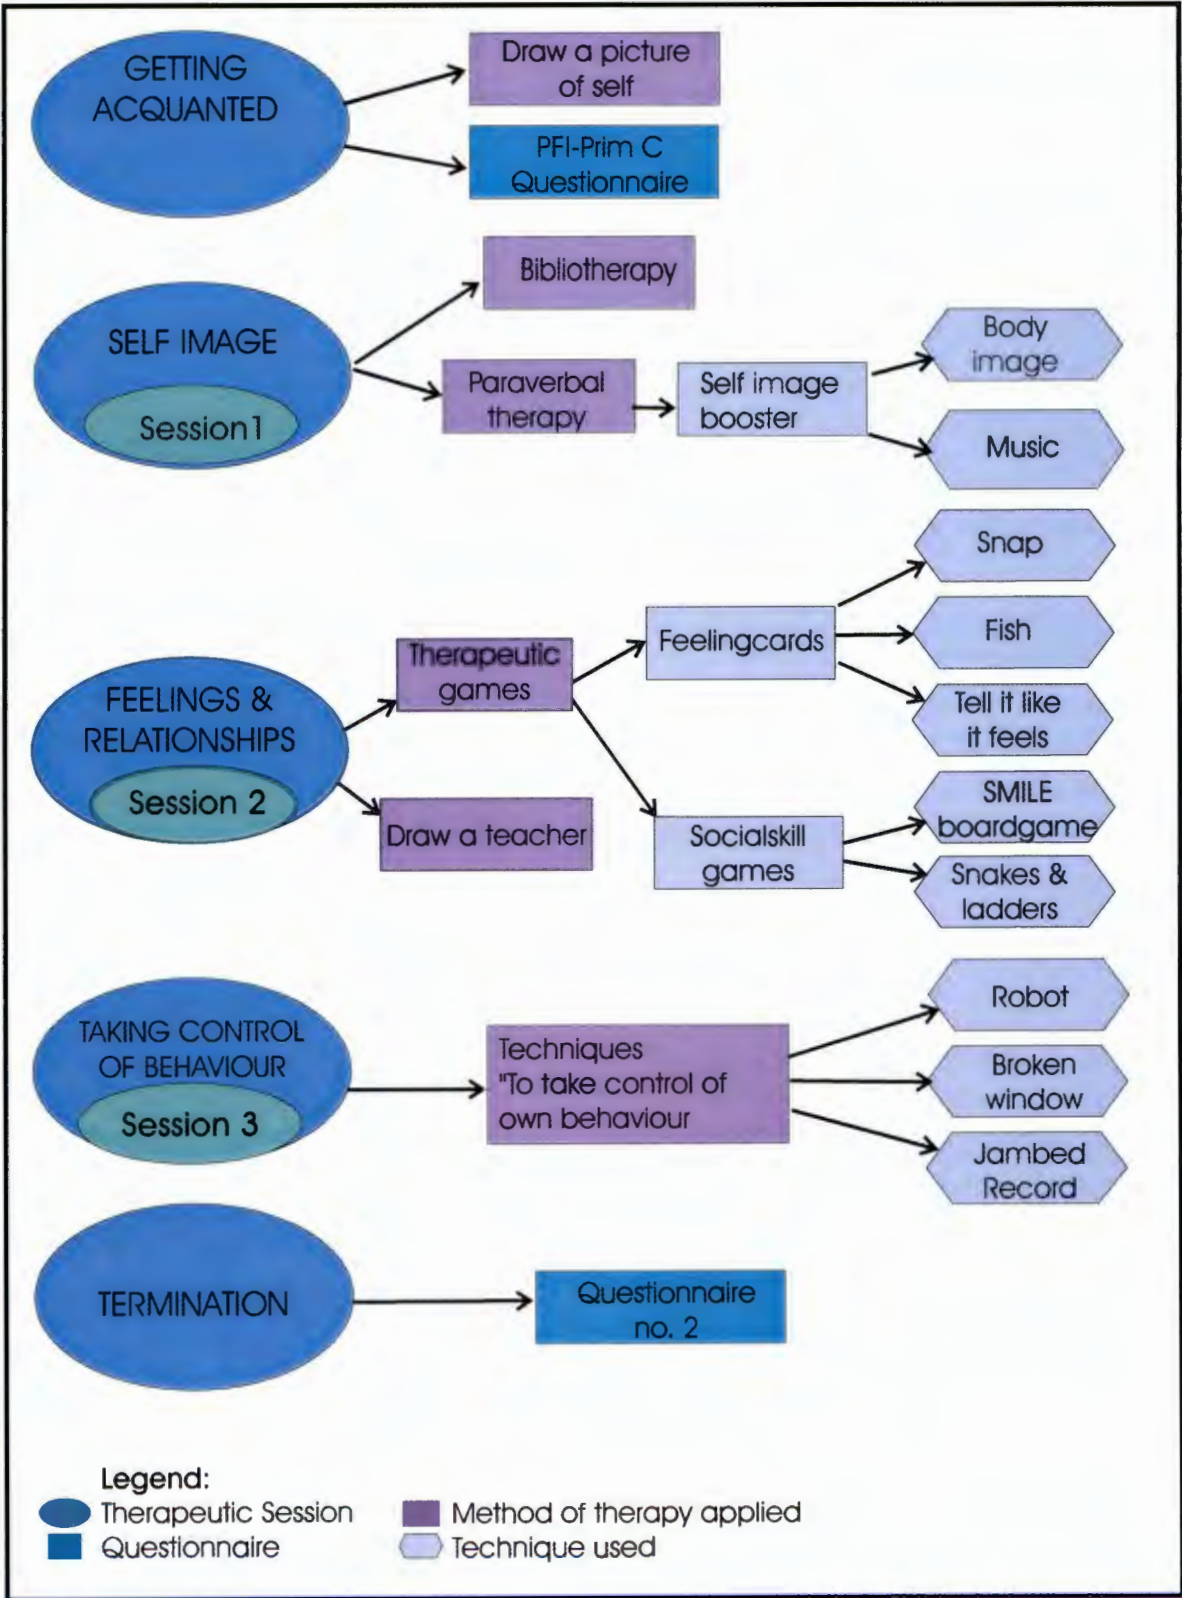 GETTING
ACQUANTED
Draw a picture
of self
PFI-Prim C
Questionnaire
SELF IMAGE
Session1
Bibliotherapy
Paraverbal
therapy
Self image
booster
Body
image
Music
FEELINGS &
RELATIONSHIPS
Session 2
Therapeutic
games
Draw a teacher
Feelingcards
Snap
Fish
Tell it like
it feels
Socialskill
games
SMILE
boardgame
Snakes &
ladders
TAKING CONTROL
OF BEHAVIOUR
Session 3
Techniques
"To take control of
own behaviour
Robot
Broken
window
Jambed
Record
TERMINATION
Questionnaire
no. 2
Legend:
Therapeutic Session
Method of therapy applied
Questionnaire
Technique used